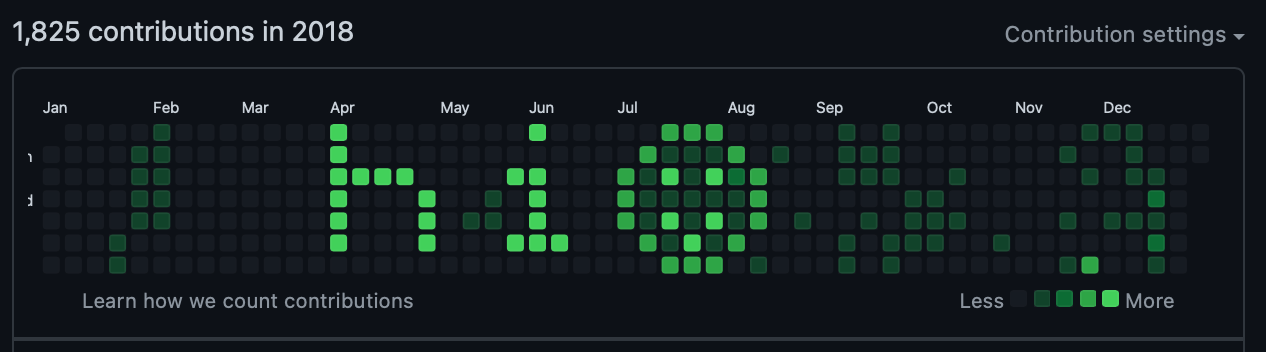 1,825 contributions in 2018
Contribution settings
Jan Feb Mar Apr May Jun Jul Aug Sep Oct Nov Dec
hi
Learn how we count contributions
Less More